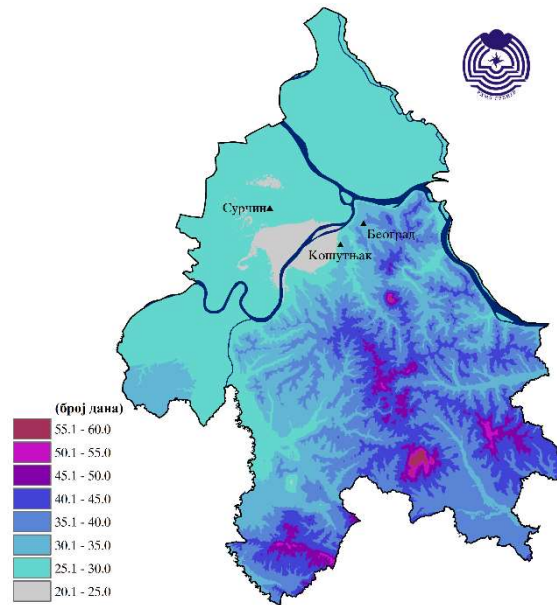 Сурчин
Београд
Кошутњак
(број дана)
55.1 - 60.0
50.1 - 55.0
45.1 - 50.0
40.1 - 45.0
35.1 - 40.0
30.1 - 35.0
25.1 - 30.0
20.1 - 25.0